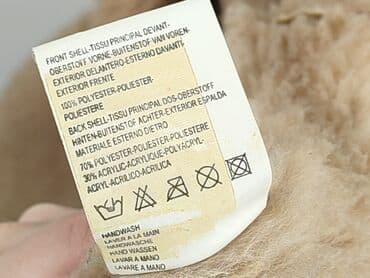 FRONT SHELL-TISSU PRINCIPAL DEVANT-
OBERSTOFF VORNE-BUITENSTOF VAN VOREN-
EXTERIOR DELANTERO-ESTERNO DAVANTI
EXTERIOR FRENTE
100% POLYESTER-POLIESTER-
POLIESTERE
BACK SHELL-TISSU PRINCIPAL DOS-OBERSTOFF
HINTEN-BUITENSTOF ACHTER-EXTERIOR ESPALDA
MATERIALE ESTERNO DIETRO
70% POLYESTER-POLIESTER-POLIESTERE
30% ACRYLIC-ACRYLIQUE-POLYACRYL
ACRYL-ACRILICO-ACRILICA
HANDWASH
LAVER A LA MAIN
HANDWASCHE
HAND WASSEN
LAVAR A MANO
LAVARE A MANO